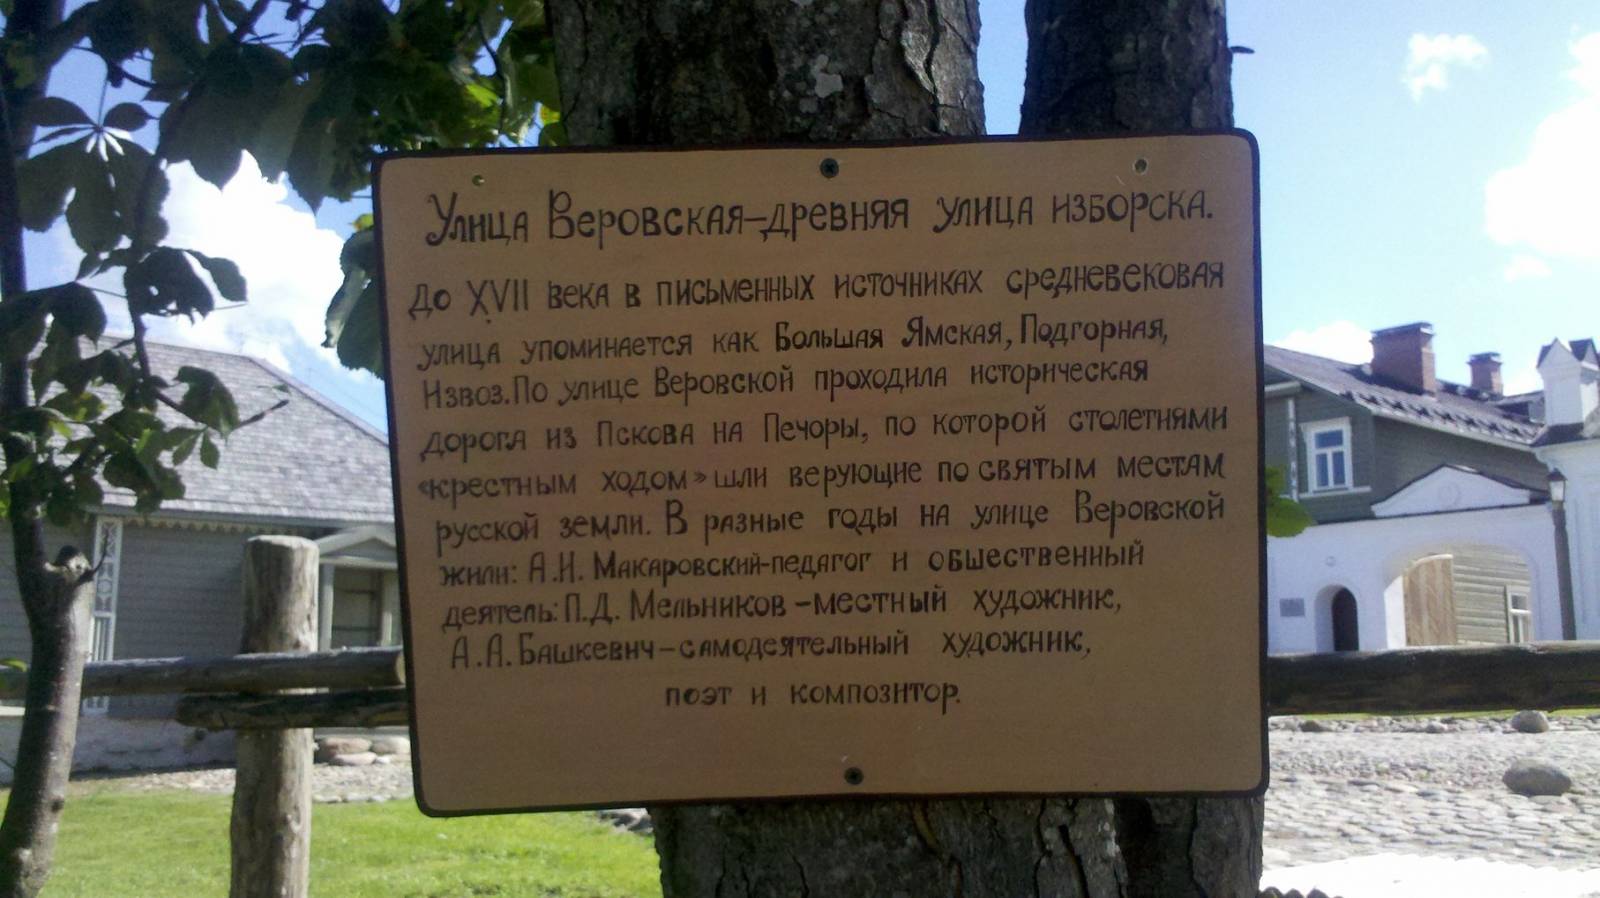 Улица Веровская–древняя улица Изборска.
До XVII века в письменных источниках средневековая
улица упоминается как Большая Ямская, Подгорная,
Извоз. По улице Веровской проходила историческая
дорога из Пскова на Печоры, по которой столетиями
«крестным ходом» шли верующие по святым местам
русской земли. В разные годы на улице Веровской
жили: А.И. Макаровский-педагог и обшественный
деятель: П.Д. Мельников – местный художник,
А.А. Башкевич – самодеятельный художник,
поэт и композитор.